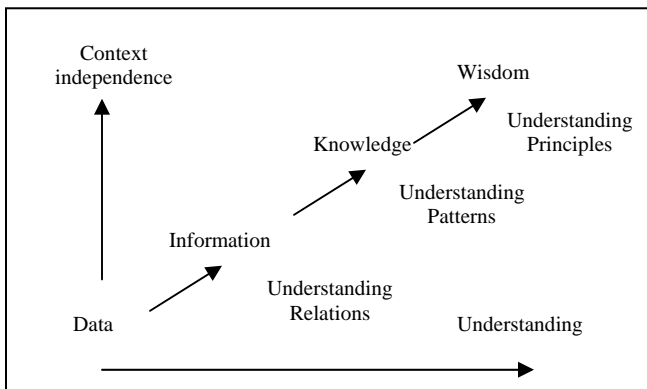 Context
independence
Wisdom
Understanding
Principles
Knowledge
Understanding
Patterns
Information
Understanding
Relations
Data
Understanding